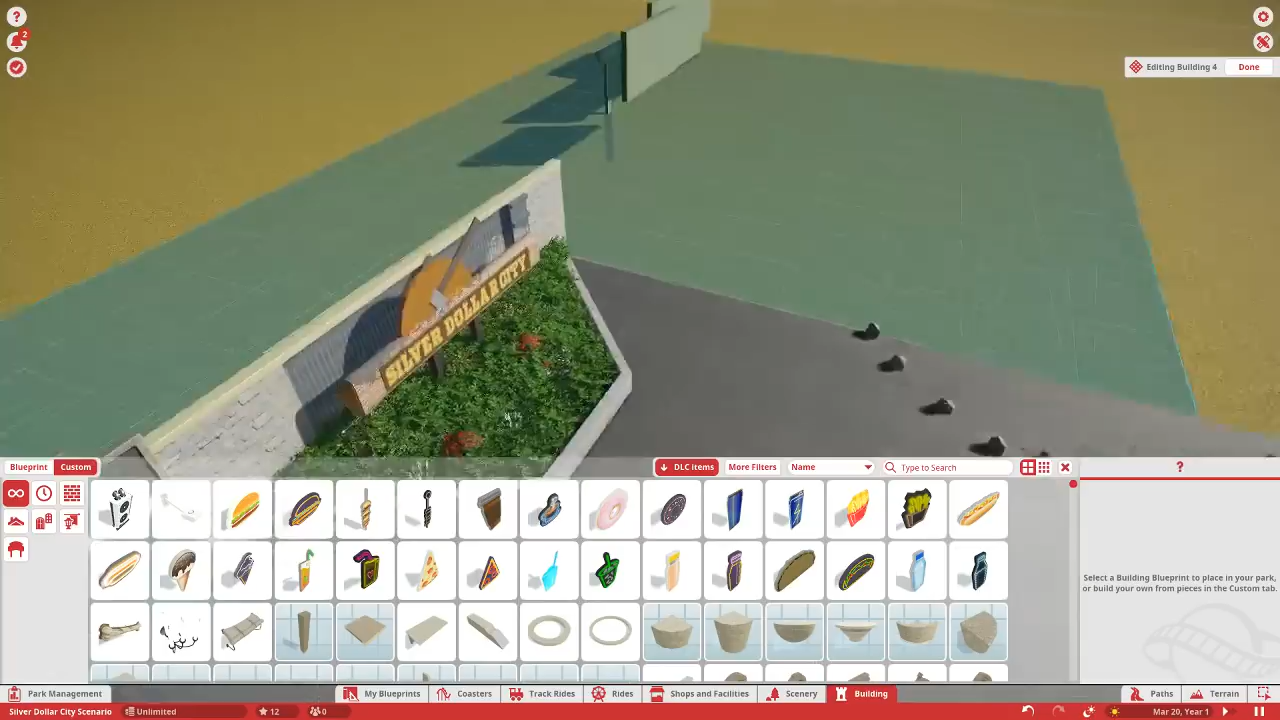 ?
2
Editing Building 4
Done
SILVER DOLLAR CITY
Blueprint
Custom
DLC Items
More Filters
Name
Type to Search
?
Select a Building Blueprint to place in your park,
or build your own from pieces in the Custom tab.
Park Management
My Blueprints
Coasters
Track Rides
Rides
Shops and Facilities
Scenery
Building
Paths
Terrain
Silver Dollar City Scenario
Unlimited
12
0
Mar 20, Year 1